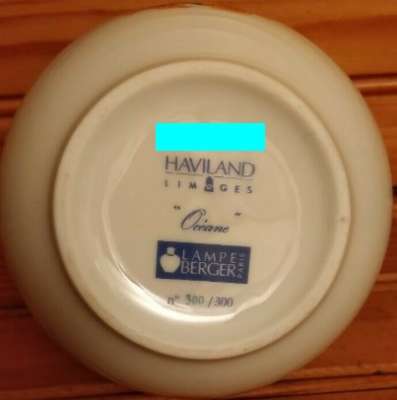 HAVILAND
LIMOGES
"Océane"
LAMPE
BERGER
PARIS
n° 300/300